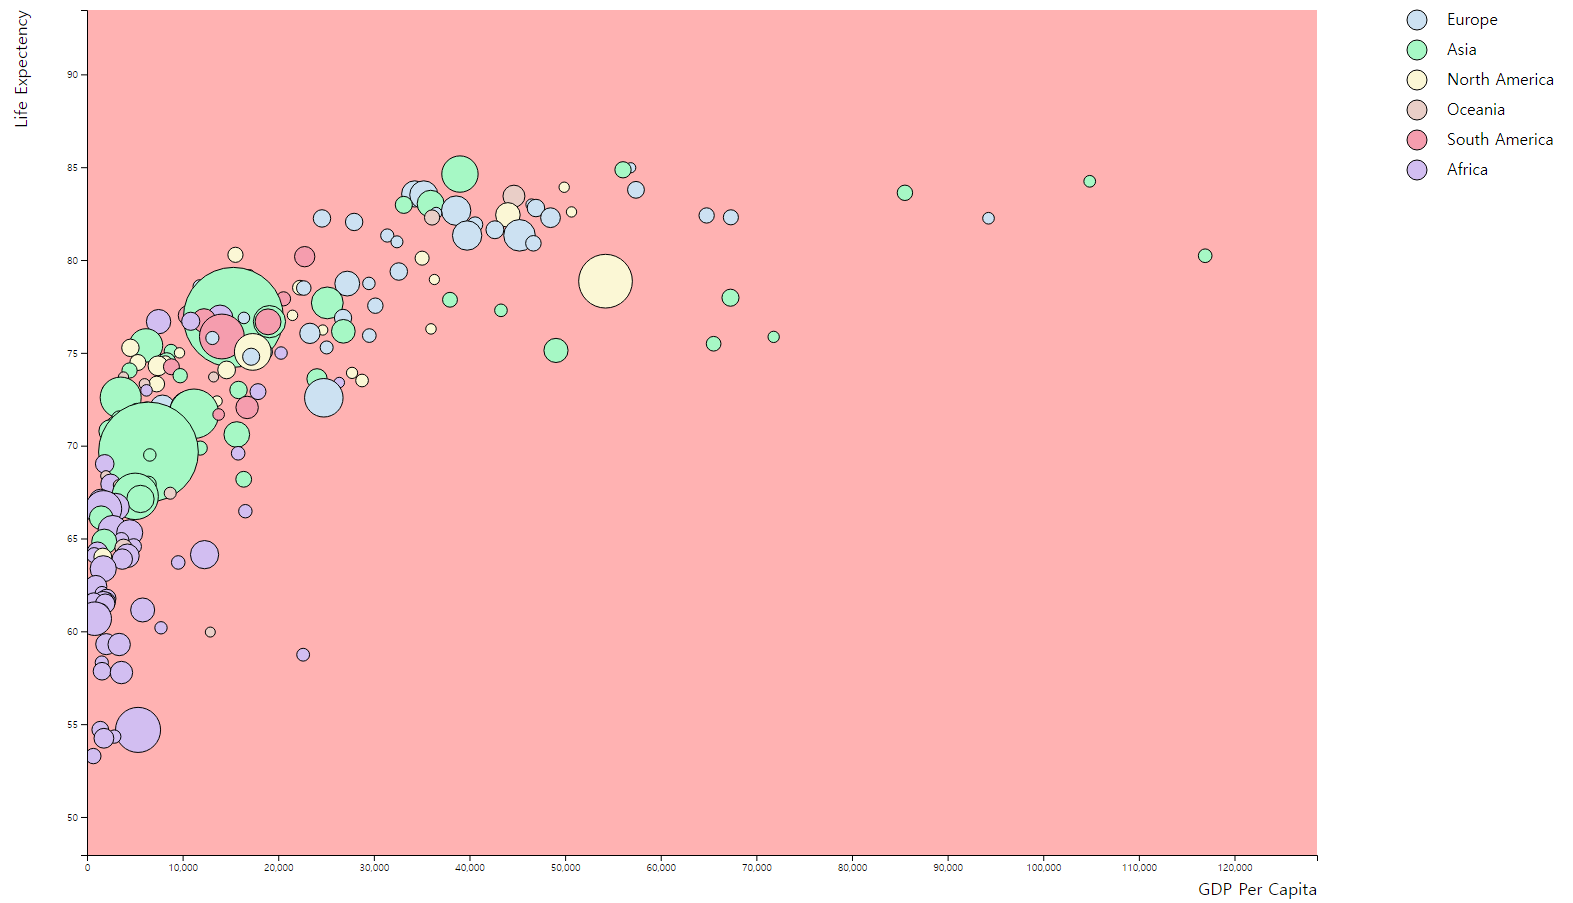 Life Expectency
90
85
80
75
70
65
60
55
50
0
10,000
20,000
30,000
40,000
50,000
60,000
70,000
80,000
90,000
100,000
110,000
120,000
GDP Per Capita
Europe
Asia
North America
Oceania
South America
Africa